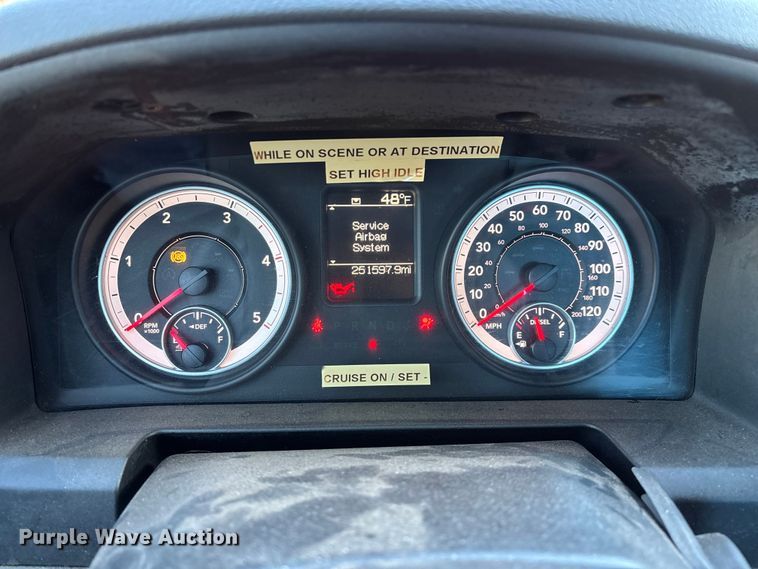 WHILE ON SCENE OR AT DESTINATION
SET HIGH IDLE
48°F
Service
Airbag
System
251597.9mi
0 1 2 3 4 5
RPM
x1000
DEF
E F
0 10 20 30 40 50 60 70 80 90 100 110 120
MPH
200
DIESEL
E F
CRUISE ON / SET -
Purple Wave Auction